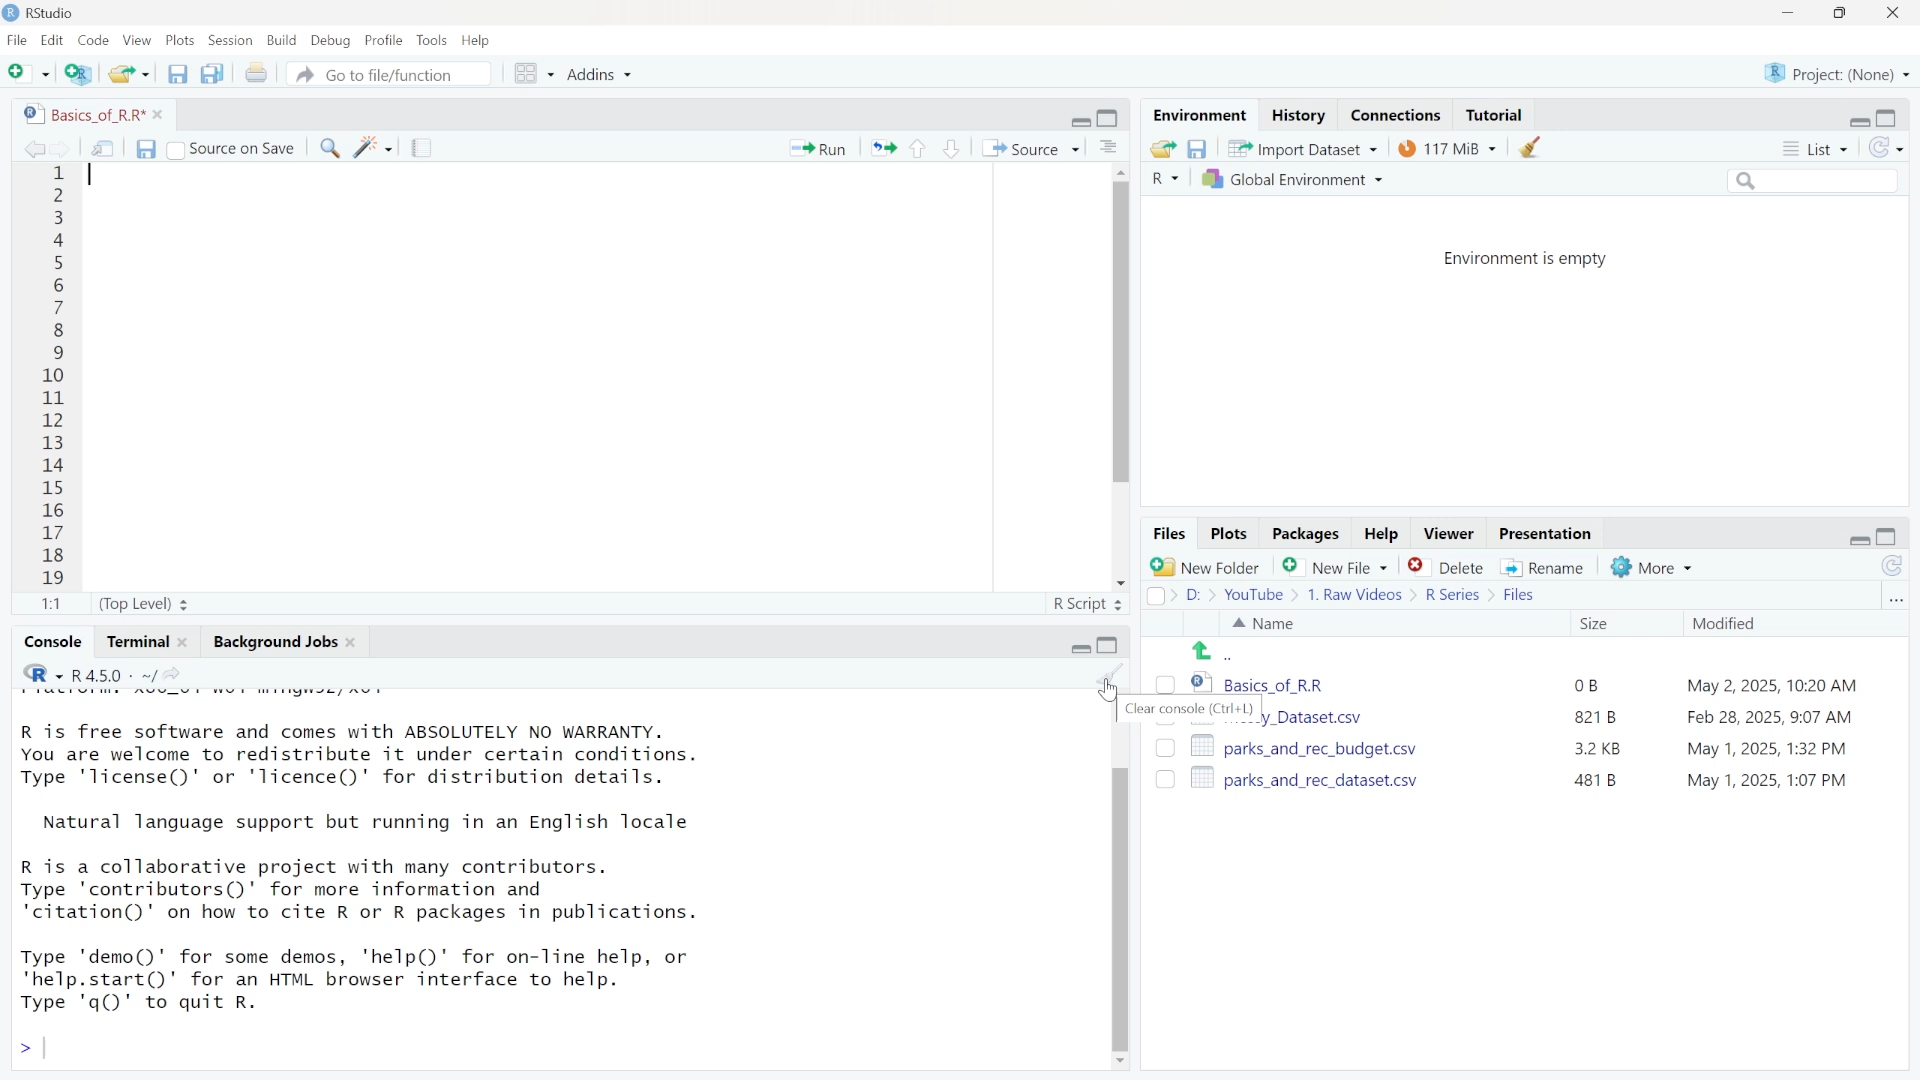 RStudio
File Edit Code View Plots Session Build Debug Profile Tools Help
Go to file/function Addins Project: (None)
Basics_of_R.R*
Source on Save Run Source
1
2
3
4
5
6
7
8
9
10
11
12
13
14
15
16
17
18
19
1:1 (Top Level) R Script
Console Terminal Background Jobs
R 4.5.0 · ~/
R is free software and comes with ABSOLUTELY NO WARRANTY.
You are welcome to redistribute it under certain conditions.
Type 'license()' or 'licence()' for distribution details.
Natural language support but running in an English locale
R is a collaborative project with many contributors.
Type 'contributors()' for more information and
'citation()' on how to cite R or R packages in publications.
Type 'demo()' for some demos, 'help()' for on-line help, or
'help.start()' for an HTML browser interface to help.
Type 'q()' to quit R.
>
Environment History Connections Tutorial
Import Dataset 117 MiB List
R Global Environment
Environment is empty
Files Plots Packages Help Viewer Presentation
New Folder New File Delete Rename More
D: YouTube 1. Raw Videos R Series Files ...
Name Size Modified
..
Basics_of_R.R 0 B May 2, 2025, 10:20 AM
Clear console (Ctrl+L)
y_Dataset.csv 821 B Feb 28, 2025, 9:07 AM
parks_and_rec_budget.csv 3.2 KB May 1, 2025, 1:32 PM
parks_and_rec_dataset.csv 481 B May 1, 2025, 1:07 PM